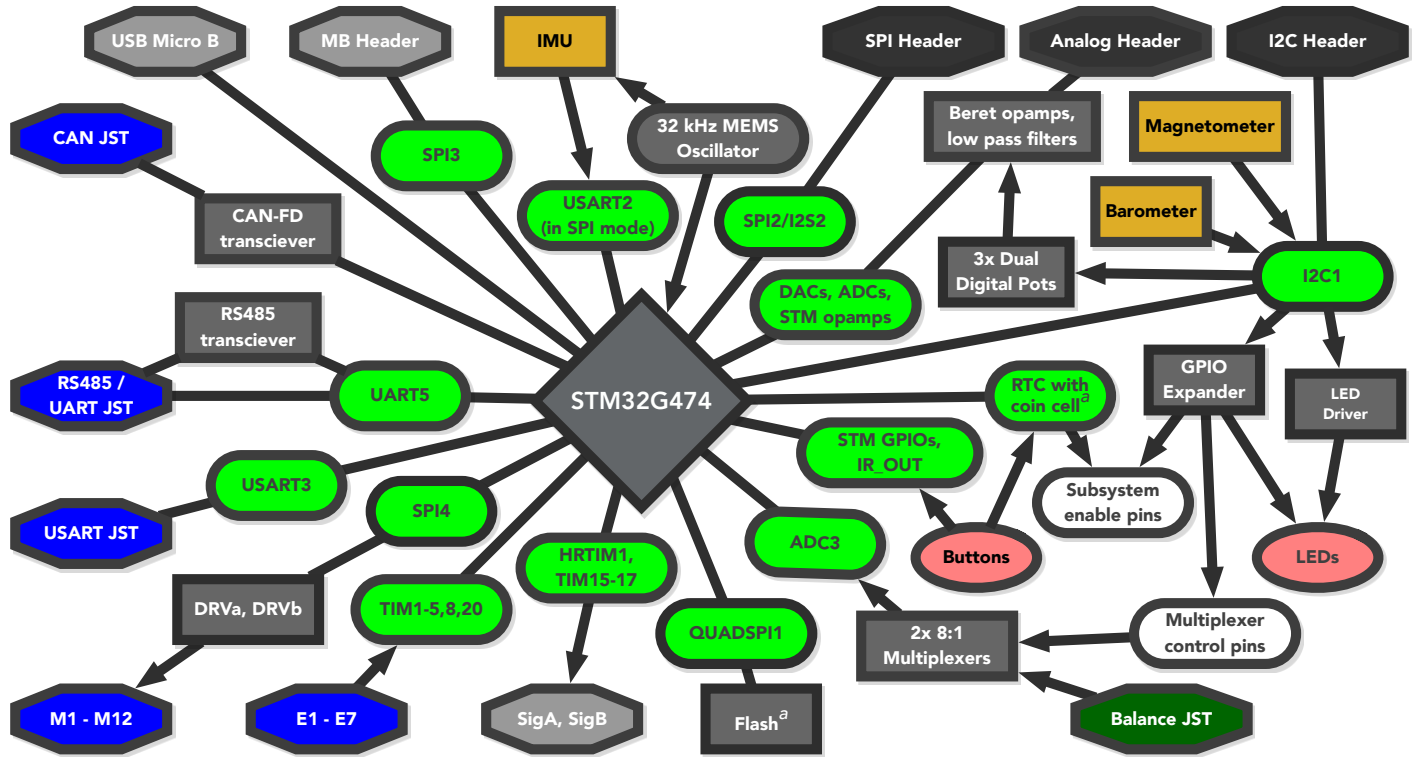 USB Micro B
MB Header
IMU
SPI Header
Analog Header
I2C Header
CAN JST
SPI3
32 kHz MEMS
Oscillator
Beret opamps,
low pass filters
Magnetometer
CAN-FD
transciever
USART2
(in SPI mode)
SPI2/I2S2
Barometer
3x Dual
Digital Pots
I2C1
DACs, ADCs,
STM opamps
RS485
transciever
RS485 /
UART JST
UART5
STM32G474
RTC with
coin cella
GPIO
Expander
LED
Driver
STM GPIOs,
IR_OUT
USART3
Subsystem
enable pins
USART JST
SPI4
ADC3
Buttons
LEDs
HRTIM1,
TIM15-17
DRVa, DRVb
TIM1-5,8,20
QUADSPI1
2x 8:1
Multiplexers
Multiplexer
control pins
M1 - M12
E1 - E7
SigA, SigB
Flasha
Balance JST